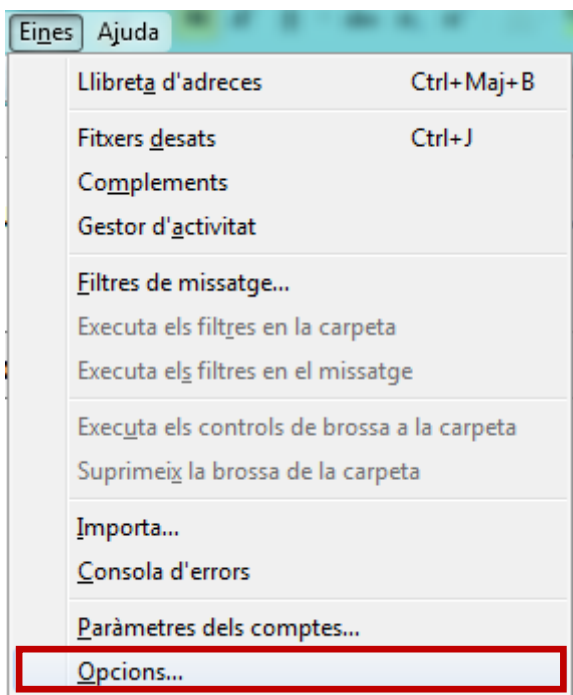 Eines Ajuda
Llibreta d'adreces Ctrl+Maj+B
Fitxers desats Ctrl+J
Complements
Gestor d'activitat
Filtres de missatge...
Executa els filtres en la carpeta
Executa els filtres en el missatge
Executa els controls de brossa a la carpeta
Suprimeix la brossa de la carpeta
Importa...
Consola d'errors
Paràmetres dels comptes...
Opcions...